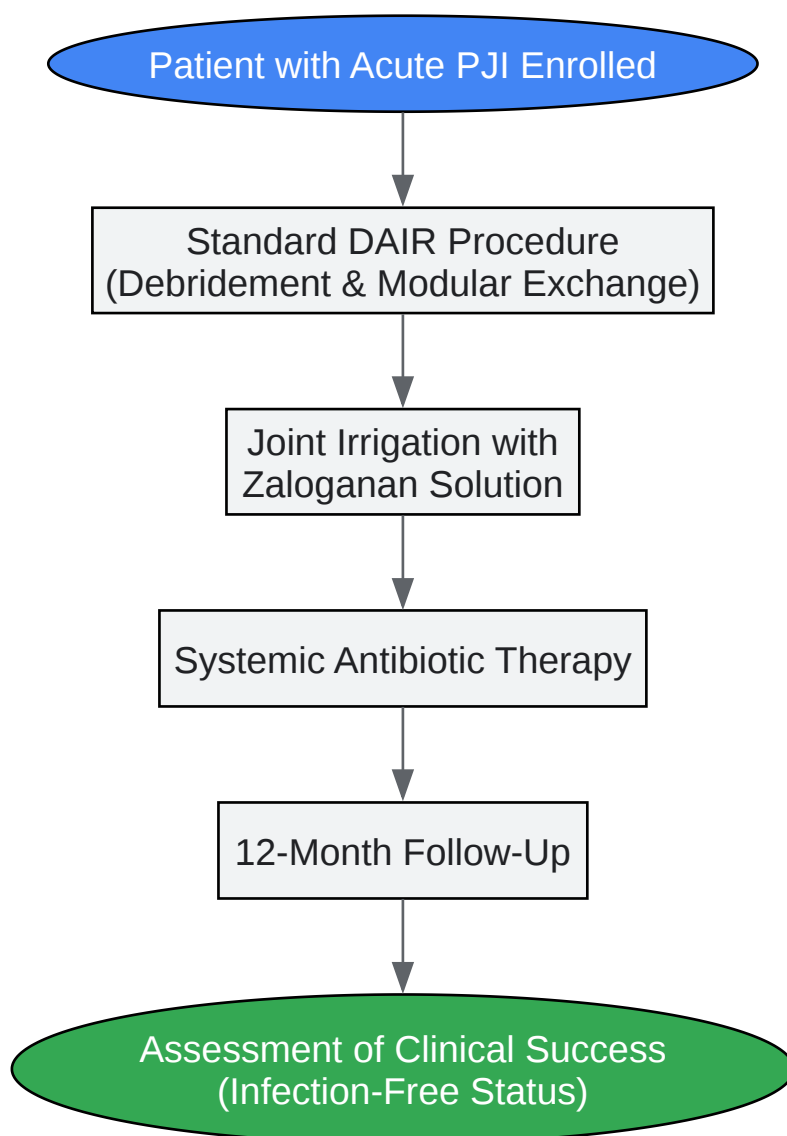 Patient with Acute PJI Enrolled
Standard DAIR Procedure
(Debridement & Modular Exchange)
Joint Irrigation with
Zaloganan Solution
Systemic Antibiotic Therapy
12-Month Follow-Up
Assessment of Clinical Success
(Infection-Free Status)